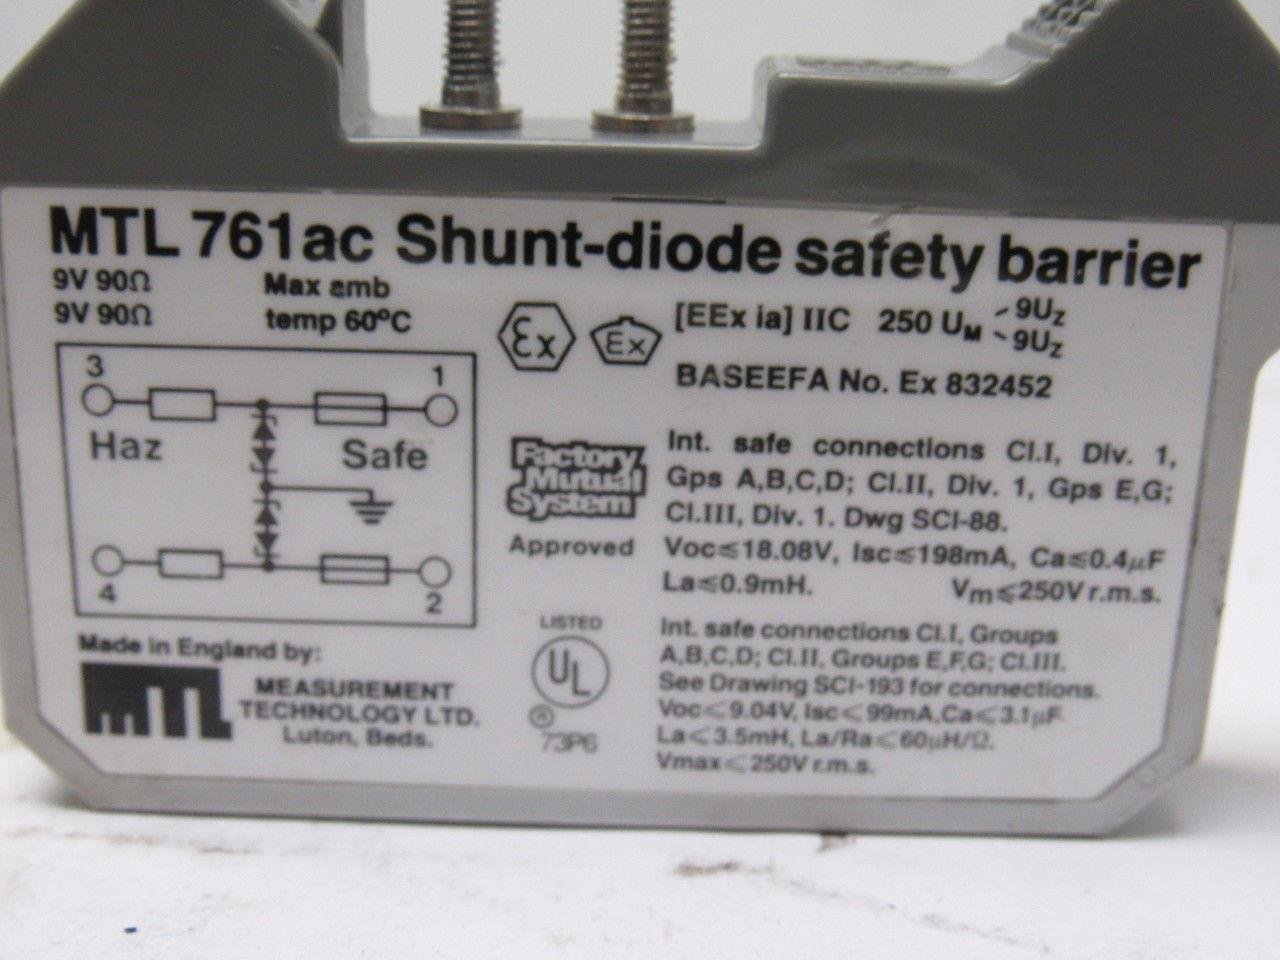 MTL 761ac Shunt-diode safety barrier
9V 90Ω Max amb
9V 90Ω temp 60°C
3 1
Haz Safe
4 2
Made in England by:
mtl MEASUREMENT
TECHNOLOGY LTD.
Luton, Beds.
Ex Ex
[EEx ia] IIC 250 UM 9Uz
9Uz
BASEEFA No. Ex 832452
Factory
Mutual
System
Approved
Int. safe connections Cl.I, Div. 1,
Gps A,B,C,D; Cl.II, Div. 1, Gps E,G;
Cl.III, Div. 1. Dwg SCI-88.
Voc≤18.08V, Isc≤198mA, Ca≤0.4μF
La≤0.9mH. Vm≤250V r.m.s.
LISTED
UL
®
73P6
Int. safe connections Cl.I, Groups
A,B,C,D; Cl.II, Groups E,F,G; Cl.III.
See Drawing SCI-193 for connections.
Voc≤9.04V, Isc≤99mA,Ca≤3.1μF
La≤3.5mH, La/Ra≤60μH/Ω.
Vmax≤250V r.m.s.